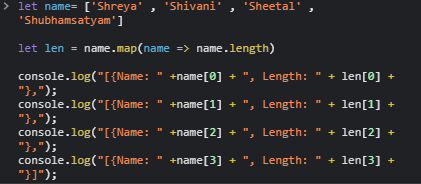 > let name= ['Shreya' , 'Shivani' , 'Sheetal' ,
'Shubhamsatyam']
let len = name.map(name => name.length)
console.log("[{Name: " +name[0] + ", Length: " + len[0] +
"},");
console.log("[{Name: " +name[1] + ", Length: " + len[1] +
"},");
console.log("[{Name: " +name[2] + ", Length: " + len[2] +
"},");
console.log("[{Name: " +name[3] + ", Length: " + len[3] +
"}]");